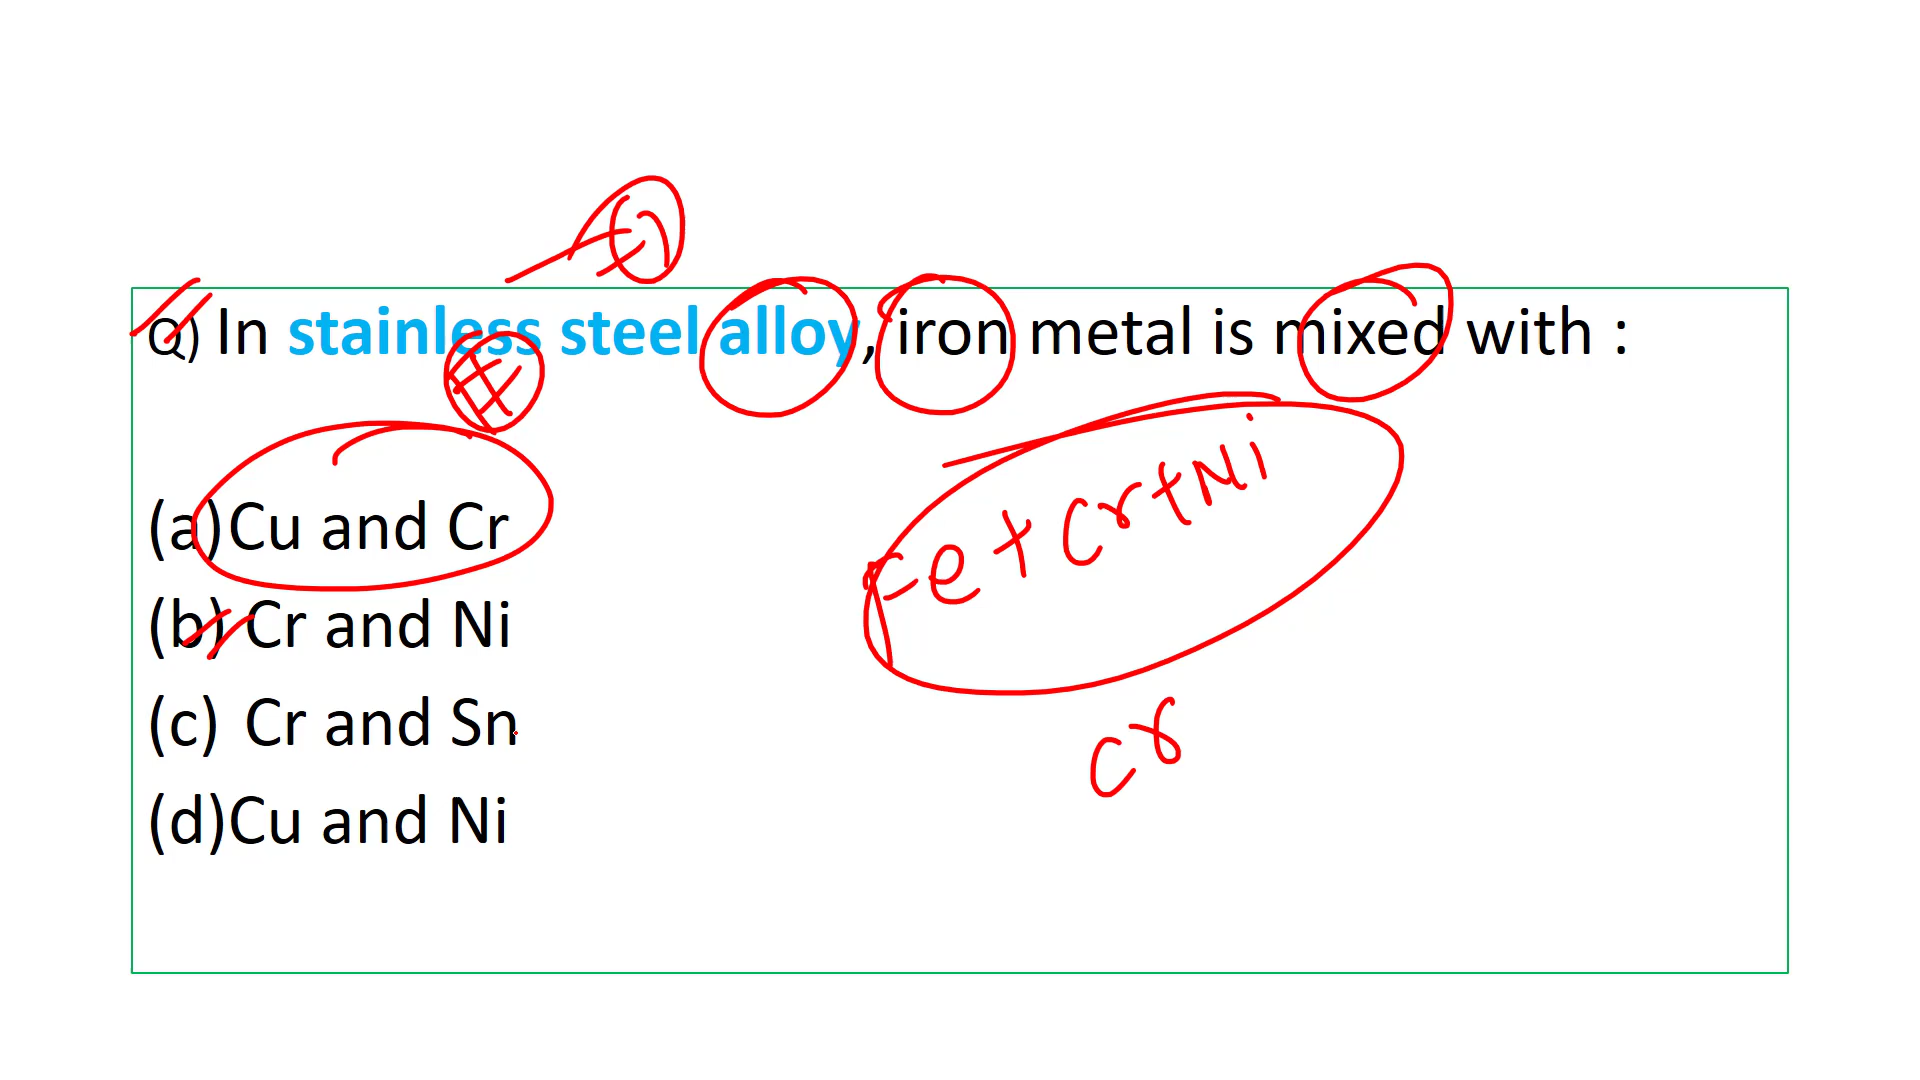 Q) In stainless steel alloy, iron metal is mixed with :
Fe + Cr + Ni
(a) Cu and Cr
(b) Cr and Ni
(c) Cr and Sn
Cr
(d) Cu and Ni